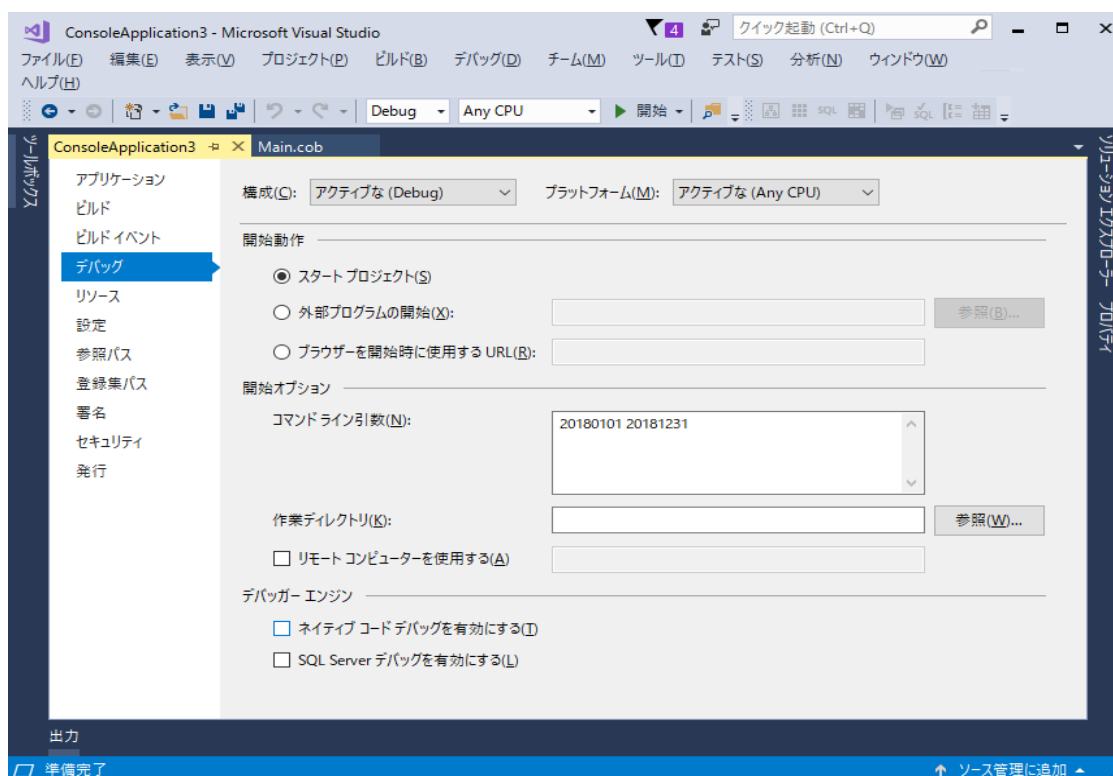 ConsoleApplication3 - Microsoft Visual Studio
4
クイック起動 (Ctrl+Q)
ファイル(F) 編集(E) 表示(V) プロジェクト(P) ビルド(B) デバッグ(D) チーム(M) ツール(T) テスト(S) 分析(N) ウィンドウ(W)
ヘルプ(H)
Debug Any CPU 開始 SQL SQL
ツールボックス
ConsoleApplication3 Main.cob
ソリューション エクスプローラー プロパティ
アプリケーション
ビルド
ビルド イベント
デバッグ
リソース
設定
参照パス
登録集パス
署名
セキュリティ
発行
構成(C): アクティブな (Debug) プラットフォーム(M): アクティブな (Any CPU)
開始動作
スタート プロジェクト(S)
外部プログラムの開始(X): 参照(B)...
ブラウザーを開始時に使用する URL(R):
開始オプション
コマンド ライン引数(N): 20180101 20181231
作業ディレクトリ(K): 参照(W)...
リモート コンピューターを使用する(A)
デバッガー エンジン
ネイティブ コード デバッグを有効にする(T)
SQL Server デバッグを有効にする(L)
出力
準備完了 ソース管理に追加